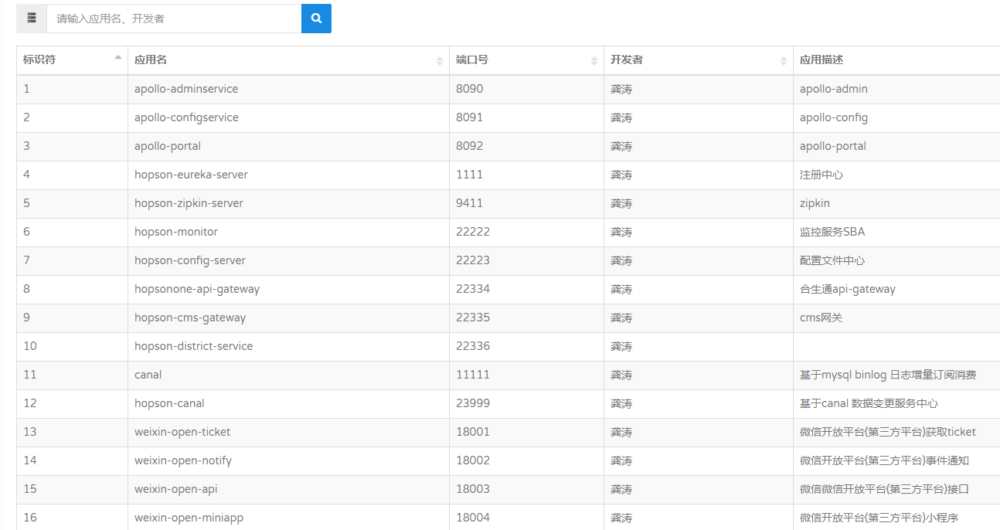 请输入应用名、开发者
标识符 应用名 端口号 开发者 应用描述
1 apollo-adminservice 8090 龚涛 apollo-admin
2 apollo-configservice 8091 龚涛 apollo-config
3 apollo-portal 8092 龚涛 apollo-portal
4 hopson-eureka-server 1111 龚涛 注册中心
5 hopson-zipkin-server 9411 龚涛 zipkin
6 hopson-monitor 22222 龚涛 监控服务SBA
7 hopson-config-server 22223 龚涛 配置文件中心
8 hopsonone-api-gateway 22334 龚涛 合生通api-gateway
9 hopson-cms-gateway 22335 龚涛 cms网关
10 hopson-district-service 22336 龚涛
11 canal 11111 龚涛 基于mysql binlog 日志增量订阅消费
12 hopson-canal 23999 龚涛 基于canal 数据变更服务中心
13 weixin-open-ticket 18001 龚涛 微信开放平台(第三方平台)获取ticket
14 weixin-open-notify 18002 龚涛 微信开放平台(第三方平台)事件通知
15 weixin-open-api 18003 龚涛 微信微信开放平台(第三方平台)接口
16 weixin-open-miniapp 18004 龚涛 微信开放平台(第三方平台)小程序